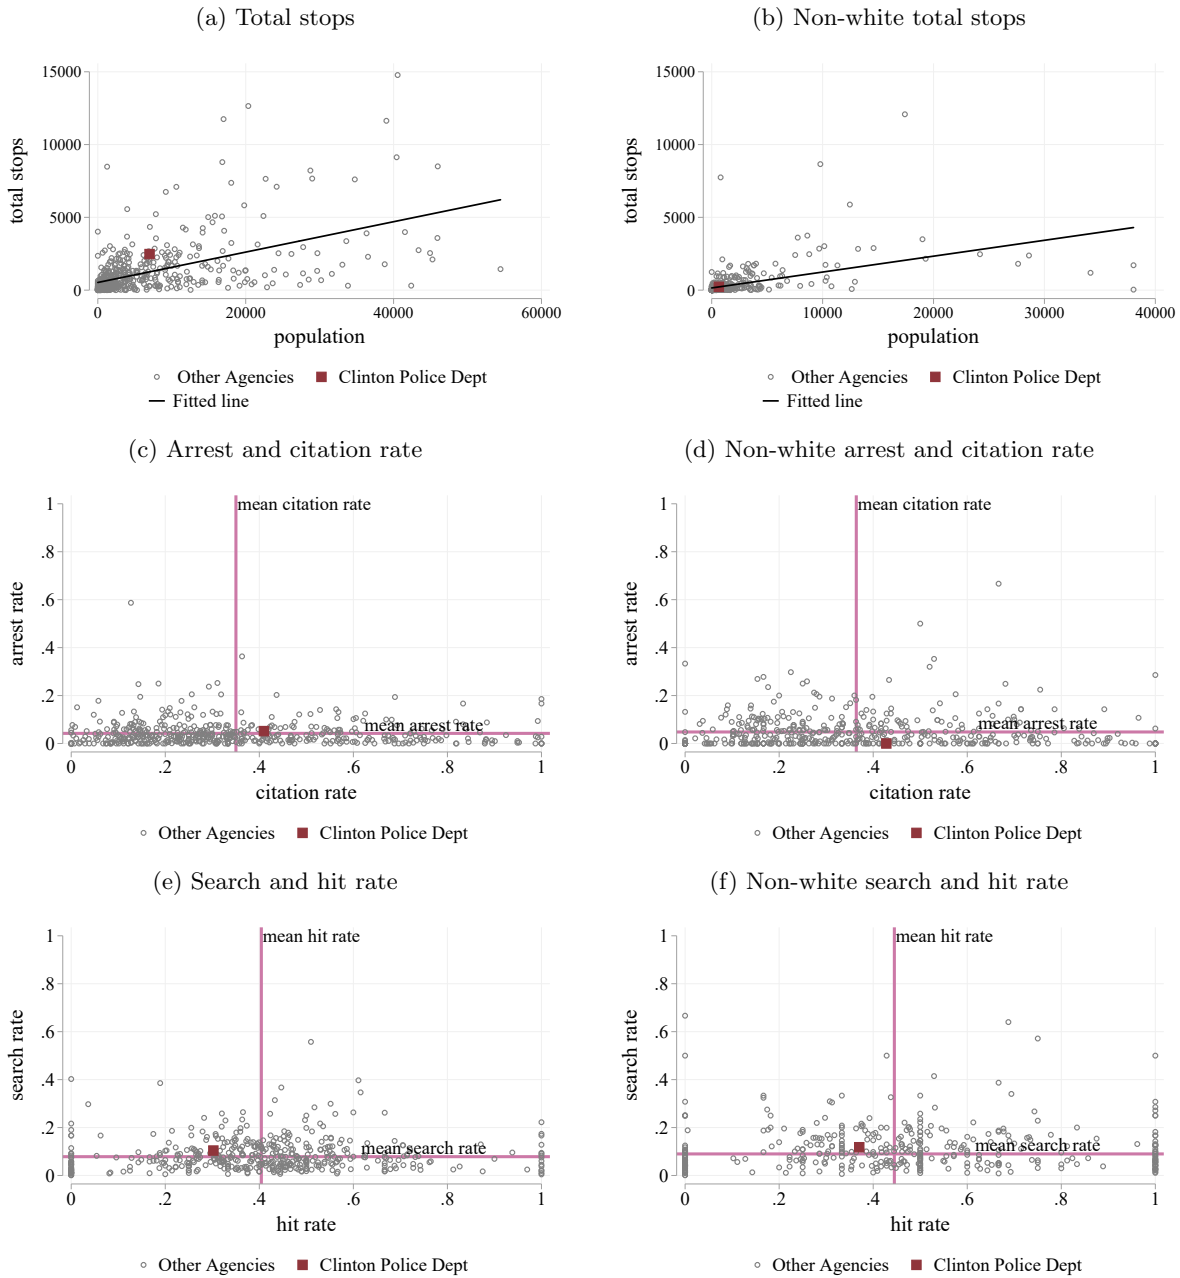 (a) Total stops
(b) Non-white total stops
15000
10000
5000
0
total stops
0 20000 40000 60000
population
Other Agencies Clinton Police Dept
Fitted line
15000
10000
5000
0
total stops
0 10000 20000 30000 40000
population
Other Agencies Clinton Police Dept
Fitted line
(c) Arrest and citation rate
(d) Non-white arrest and citation rate
1
.8
.6
.4
.2
0
arrest rate
mean citation rate
mean arrest rate
0 .2 .4 .6 .8 1
citation rate
Other Agencies Clinton Police Dept
1
.8
.6
.4
.2
0
arrest rate
mean citation rate
mean arrest rate
0 .2 .4 .6 .8 1
citation rate
Other Agencies Clinton Police Dept
(e) Search and hit rate
(f) Non-white search and hit rate
1
.8
.6
.4
.2
0
search rate
mean hit rate
mean search rate
0 .2 .4 .6 .8 1
hit rate
Other Agencies Clinton Police Dept
1
.8
.6
.4
.2
0
search rate
mean hit rate
mean search rate
0 .2 .4 .6 .8 1
hit rate
Other Agencies Clinton Police Dept